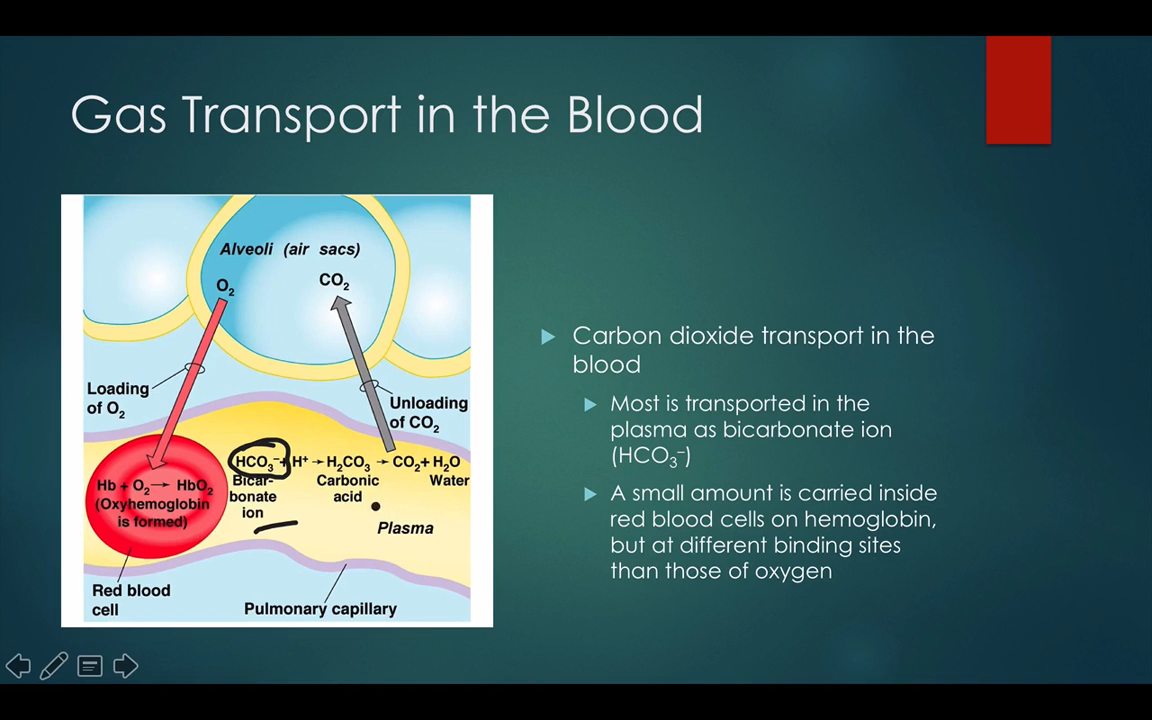 Gas Transport in the Blood
Alveoli (air sacs)
O₂
CO₂
Loading
of O₂
Unloading
of CO₂
HCO₃⁻ + H⁺ → H₂CO₃ → CO₂ + H₂O
Bicar-
bonate
ion
Carbonic
acid
Water
Hb + O₂ → HbO₂
(Oxyhemoglobin
is formed)
Plasma
Red blood
cell
Pulmonary capillary
Carbon dioxide transport in the
blood
Most is transported in the
plasma as bicarbonate ion
(HCO₃⁻)
A small amount is carried inside
red blood cells on hemoglobin,
but at different binding sites
than those of oxygen